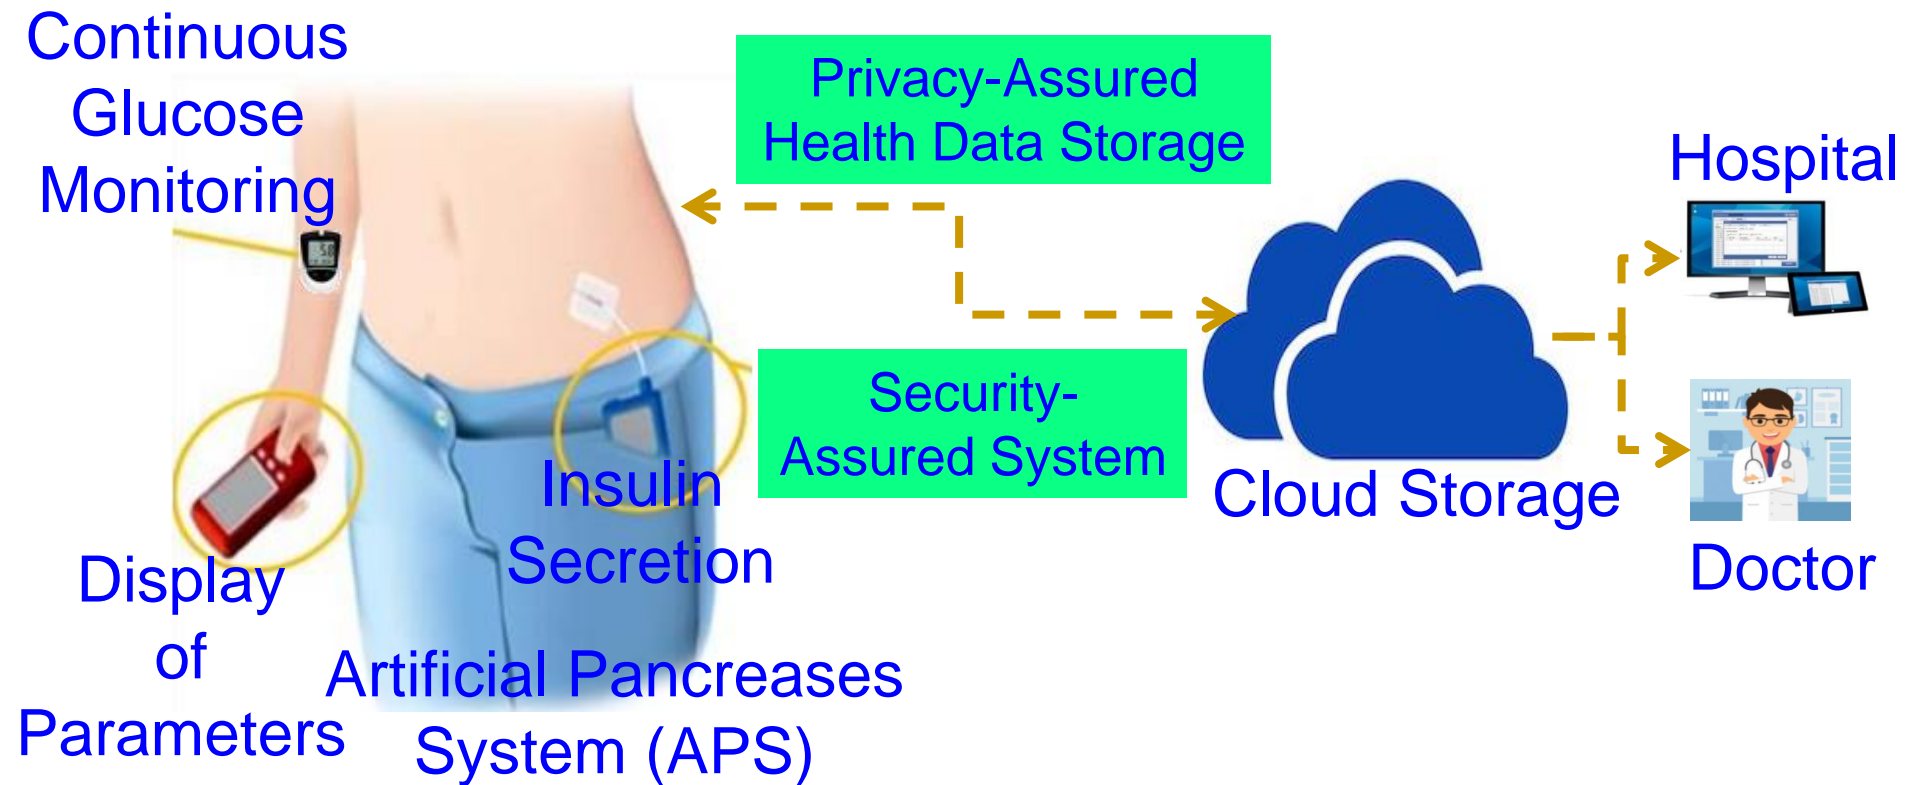 Continuous
Glucose
Monitoring
Privacy-Assured
Health Data Storage
Hospital
Security-
Assured System
Insulin
Secretion
Cloud Storage
Doctor
Display
of
Parameters
Artificial Pancreases
System (APS)